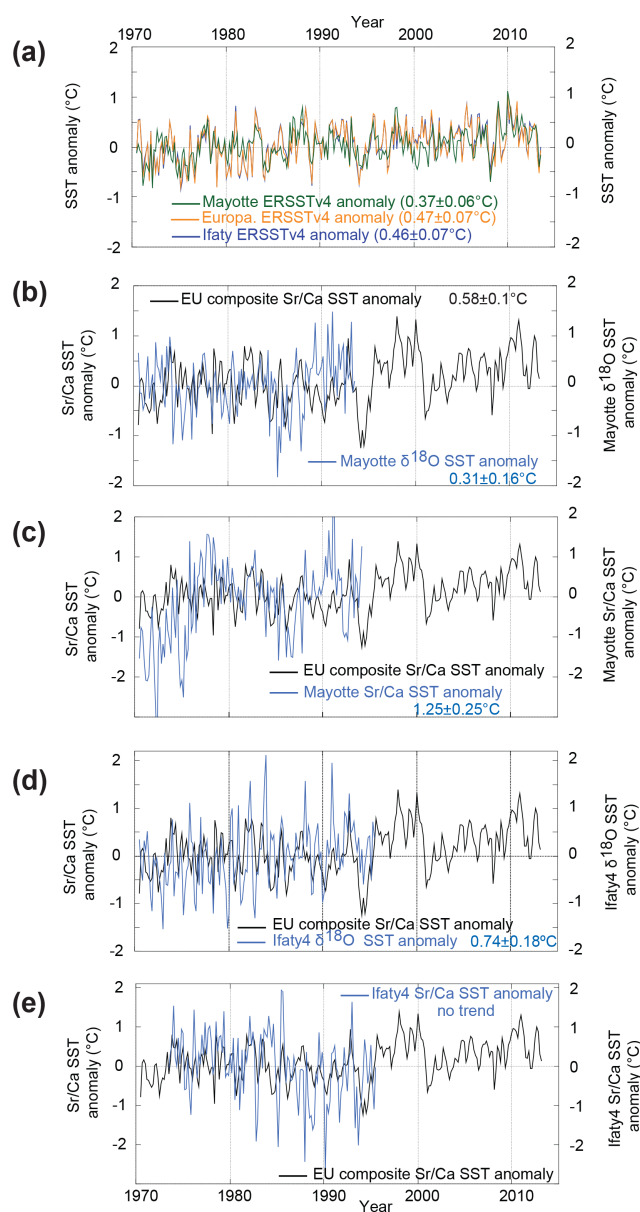 Year
1970 1980 1990 2000 2010
(a)
2
1
0
-1
-2
SST anomaly (°C)
2
1
0
-1
-2
SST anomaly (°C)
Mayotte ERSSTv4 anomaly (0.37±0.06°C)
Europa. ERSSTv4 anomaly (0.47±0.07°C)
Ifaty ERSSTv4 anomaly (0.46±0.07°C)
(b)
2
1
0
-1
-2
Sr/Ca SST
anomaly (°C)
EU composite Sr/Ca SST anomaly 0.58±0.1°C
Mayotte δ18O SST anomaly
0.31±0.16°C
2
1
0
-1
-2
Mayotte δ18O SST
anomaly (°C)
(c)
2
1
0
-1
-2
Sr/Ca SST
anomaly (°C)
EU composite Sr/Ca SST anomaly
Mayotte Sr/Ca SST anomaly
1.25±0.25°C
2
1
0
-1
-2
Mayotte Sr/Ca SST
anomaly (°C)
(d)
2
1
0
-1
-2
Sr/Ca SST
anomaly (°C)
EU composite Sr/Ca SST anomaly
Ifaty4 δ18O SST anomaly 0.74±0.18ºC
2
1
0
-1
-2
Ifaty4 δ18O SST
anomaly (°C)
(e)
2
1
0
-1
-2
Sr/Ca SST
anomaly (°C)
Ifaty4 Sr/Ca SST anomaly
no trend
EU composite Sr/Ca SST anomaly
2
1
0
-1
-2
Ifaty4 Sr/Ca SST
anomaly (°C)
1970 1980 1990 2000 2010
Year